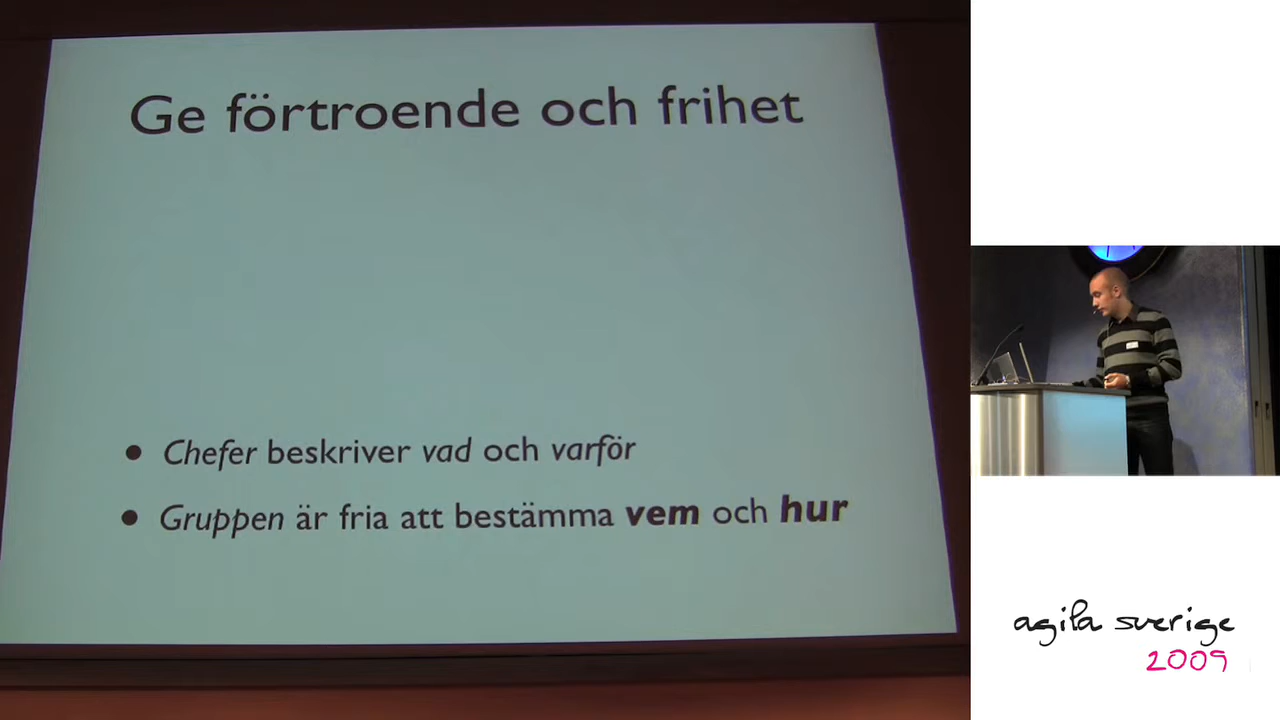 Ge förtroende och frihet
• Chefer beskriver vad och varför
• Gruppen är fria att bestämma vem och hur
agila sverige
2009